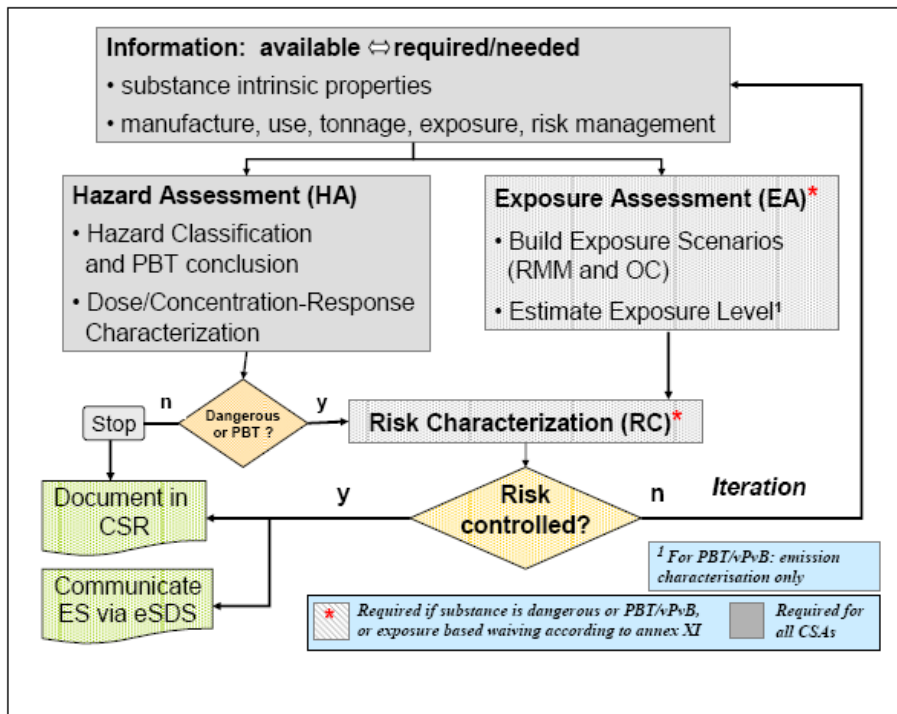 Information: available ⇔ required/needed
• substance intrinsic properties
• manufacture, use, tonnage, exposure, risk management
Hazard Assessment (HA)
• Hazard Classification
and PBT conclusion
• Dose/Concentration-Response
Characterization
Exposure Assessment (EA)*
• Build Exposure Scenarios
(RMM and OC)
• Estimate Exposure Level¹
n
Dangerous
or PBT ?
y
Stop
Risk Characterization (RC)*
Document in
CSR
y
Risk
controlled?
n
Iteration
Communicate
ES via eSDS
¹ For PBT/vPvB: emission
characterisation only
* Required if substance is dangerous or PBT/vPvB,
or exposure based waiving according to annex XI
Required for
all CSAs